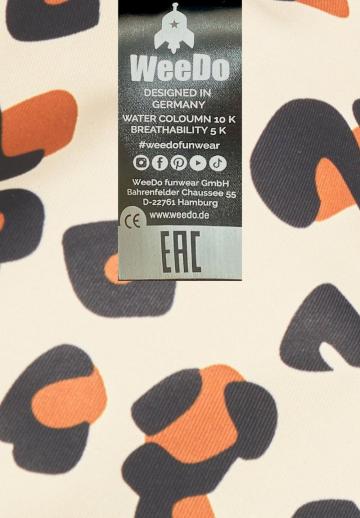 WeeDo
DESIGNED IN
GERMANY
WATER COLOUMN 10 K
BREATHABILITY 5 K
#weedofunwear
WeeDo funwear GmbH
Bahrenfelder Chaussee 55
D-22761 Hamburg
CE www.weedo.de
EAC